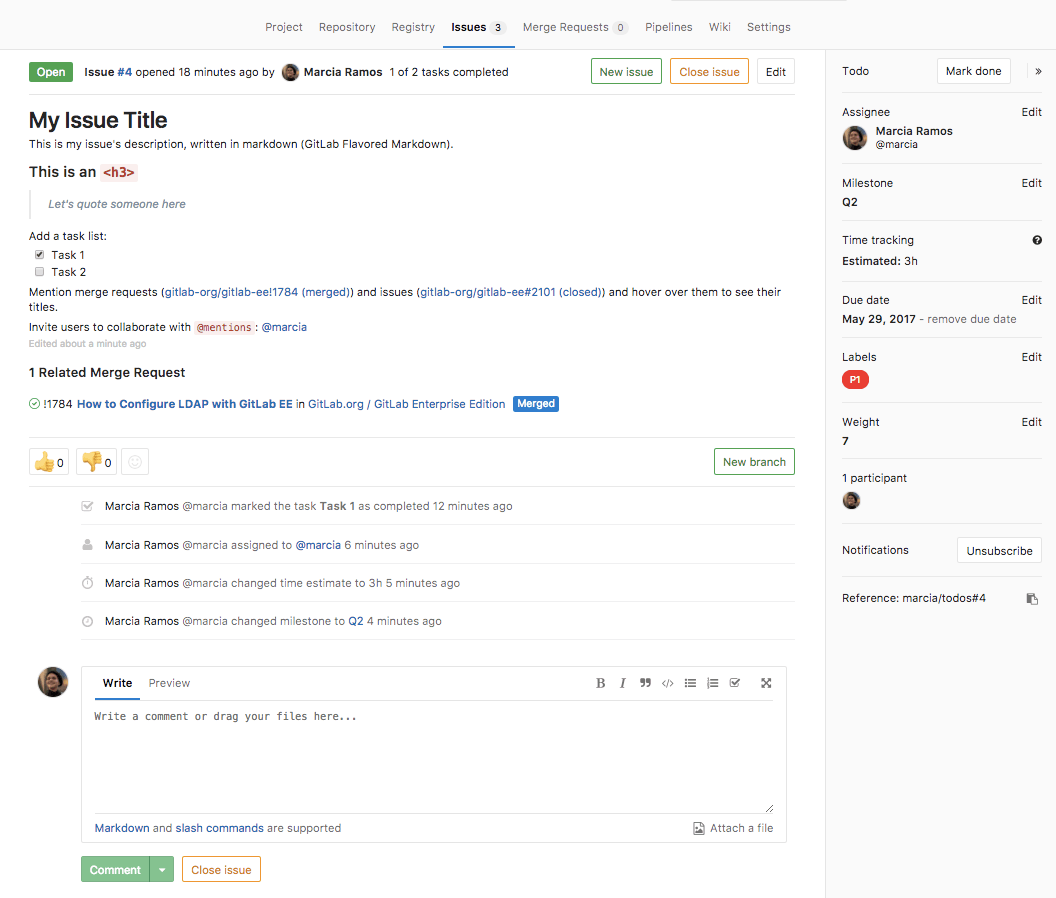 Project Repository Registry Issues 3 Merge Requests 0 Pipelines Wiki Settings
Open Issue #4 opened 18 minutes ago by Marcia Ramos 1 of 2 tasks completed New issue Close issue Edit
My Issue Title
This is my issue's description, written in markdown (GitLab Flavored Markdown).
This is an <h3>
Let's quote someone here
Add a task list:
Task 1
Task 2
Mention merge requests (gitlab-org/gitlab-ee!1784 (merged)) and issues (gitlab-org/gitlab-ee#2101 (closed)) and hover over them to see their
titles.
Invite users to collaborate with @mentions: @marcia
Edited about a minute ago
1 Related Merge Request
!1784 How to Configure LDAP with GitLab EE in GitLab.org / GitLab Enterprise Edition Merged
0 0 New branch
Marcia Ramos @marcia marked the task Task 1 as completed 12 minutes ago
Marcia Ramos @marcia assigned to @marcia 6 minutes ago
Marcia Ramos @marcia changed time estimate to 3h 5 minutes ago
Marcia Ramos @marcia changed milestone to Q2 4 minutes ago
Write Preview B I
Write a comment or drag your files here...
Markdown and slash commands are supported Attach a file
Comment Close issue
Todo Mark done »
Assignee Edit
Marcia Ramos
@marcia
Milestone Edit
Q2
Time tracking
Estimated: 3h
Due date Edit
May 29, 2017 - remove due date
Labels Edit
P1
Weight Edit
7
1 participant
Notifications Unsubscribe
Reference: marcia/todos#4